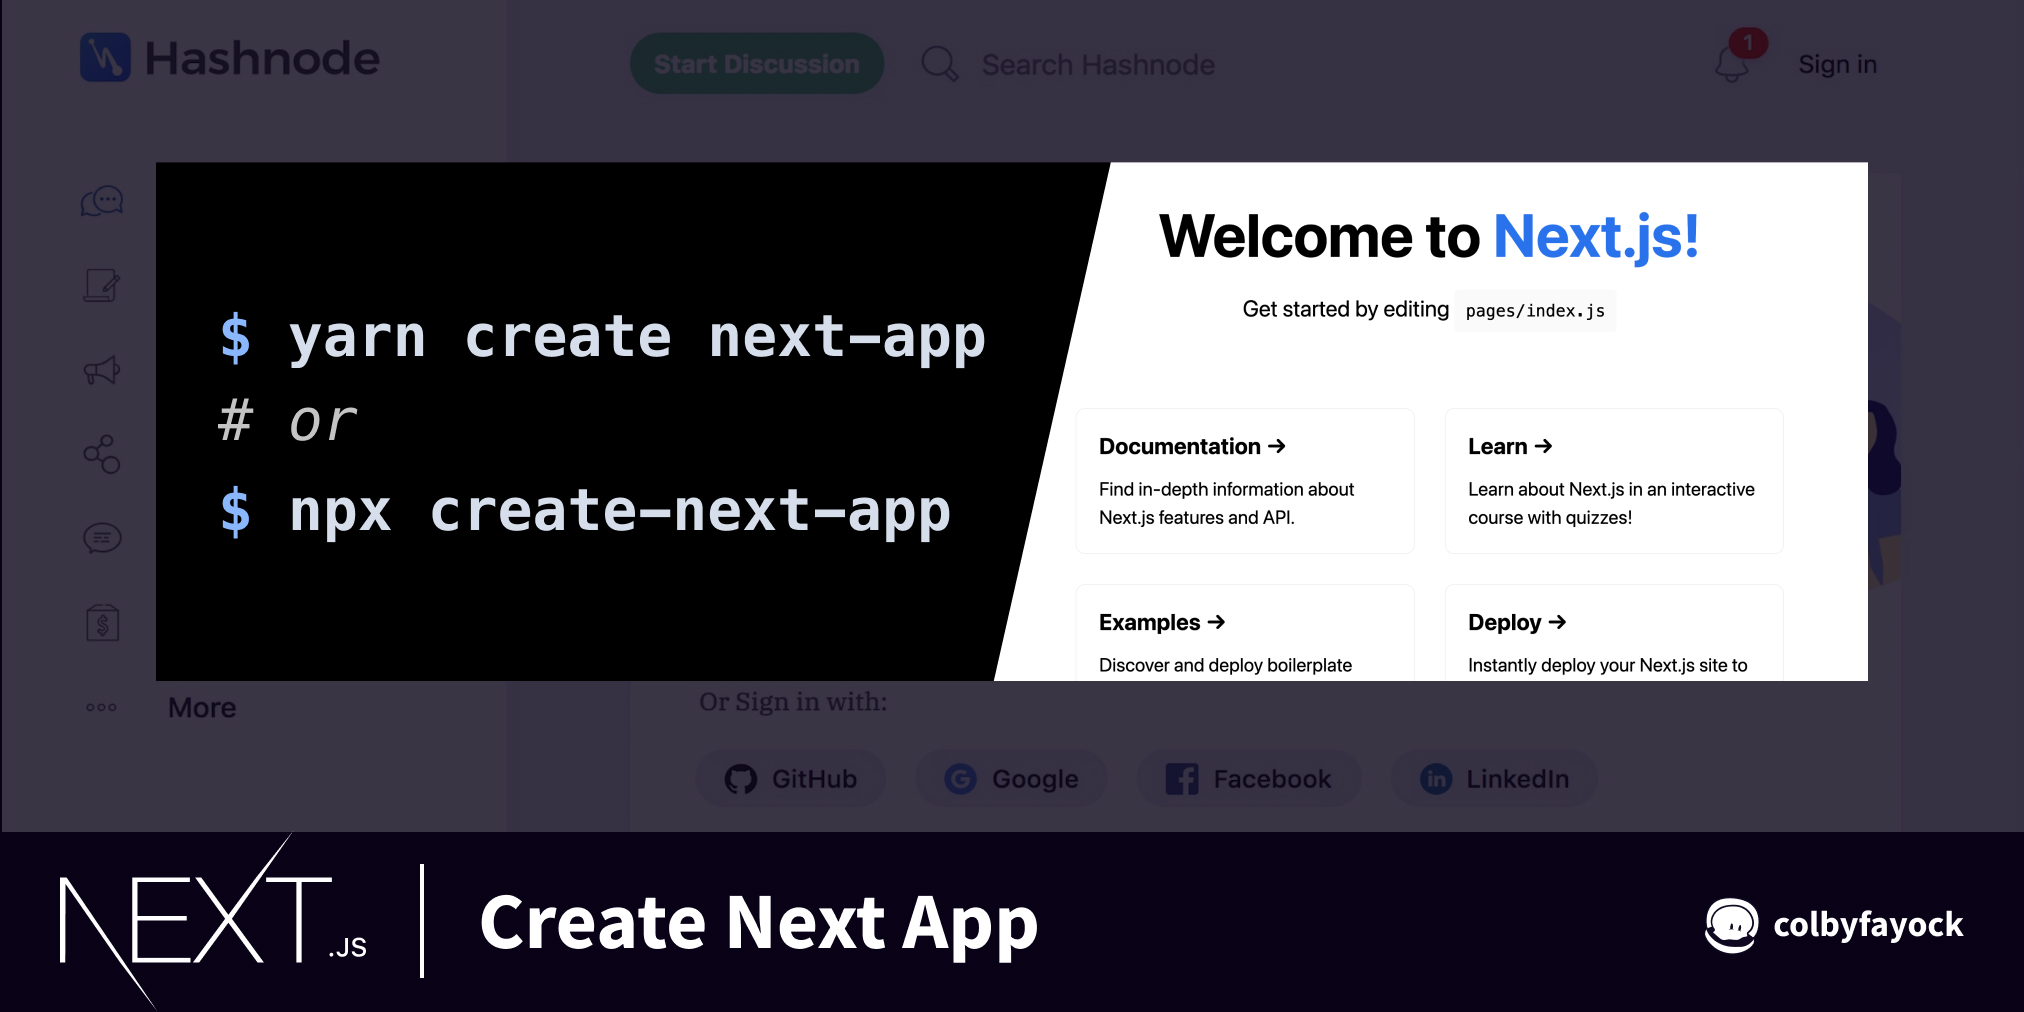 Hashnode
Start Discussion
Search Hashnode
1
Sign in
$ yarn create next-app
# or
$ npx create-next-app
Welcome to Next.js!
Get started by editing pages/index.js
Documentation →
Find in-depth information about
Next.js features and API.
Learn →
Learn about Next.js in an interactive
course with quizzes!
Examples →
Discover and deploy boilerplate
Deploy →
Instantly deploy your Next.js site to
More
Or Sign in with:
GitHub
Google
Facebook
LinkedIn
NEXT.JS
Create Next App
colbyfayock